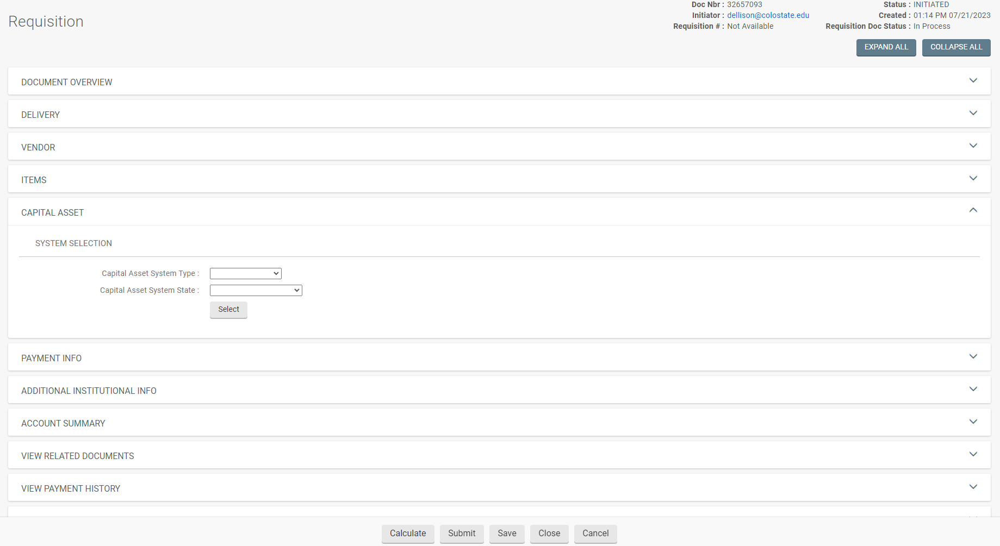 Requisition
Doc Nbr : 32657093 Status : INITIATED
Initiator : dellison@colostate.edu Created : 01:14 PM 07/21/2023
Requisition # : Not Available Requisition Doc Status : In Process
EXPAND ALL COLLAPSE ALL
DOCUMENT OVERVIEW
DELIVERY
VENDOR
ITEMS
CAPITAL ASSET
SYSTEM SELECTION
Capital Asset System Type :
Capital Asset System State :
Select
PAYMENT INFO
ADDITIONAL INSTITUTIONAL INFO
ACCOUNT SUMMARY
VIEW RELATED DOCUMENTS
VIEW PAYMENT HISTORY
Calculate Submit Save Close Cancel